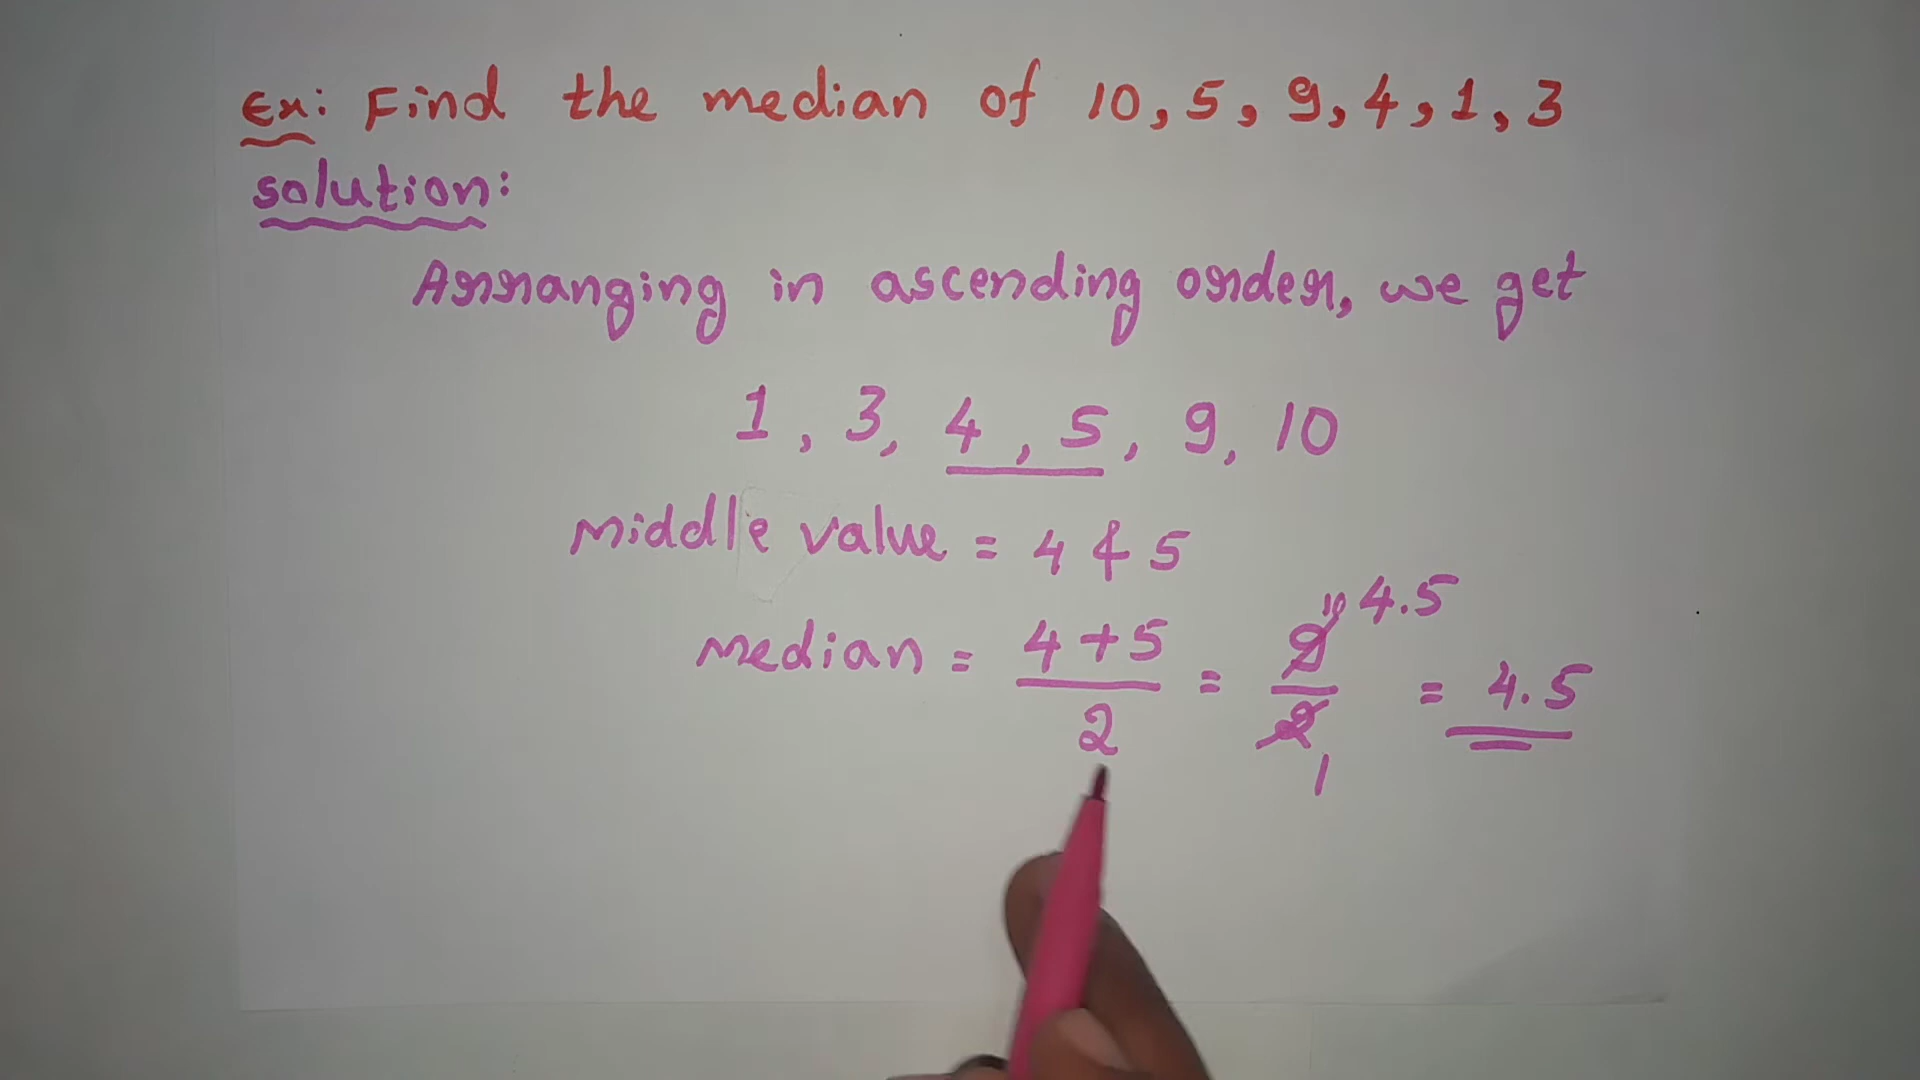 Ex: Find the median of 10, 5, 9, 4, 1, 3
Solution:
Arranging in ascending order, we get
1, 3, 4, 5, 9, 10
Middle value = 4 & 5
Median = 4+5/2 = 9/2 4.5 1 = 4.5